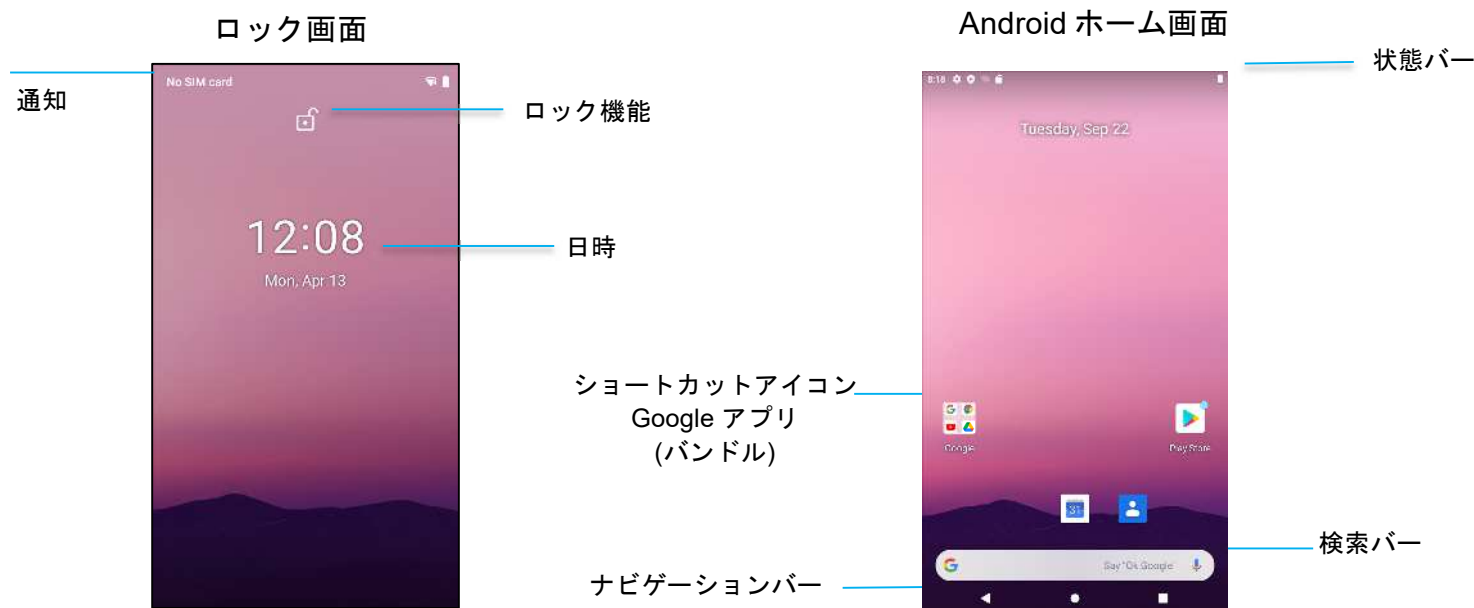 ロック画面
通知
No SIM card
ロック機能
12:08
日時
Mon, Apr 13
Android ホーム画面
状態バー
8:18
Tuesday, Sep 22
ショートカットアイコン
Google アプリ
(バンドル)
Google
Play Store
31
Say "Ok Google"
検索バー
ナビゲーションバー